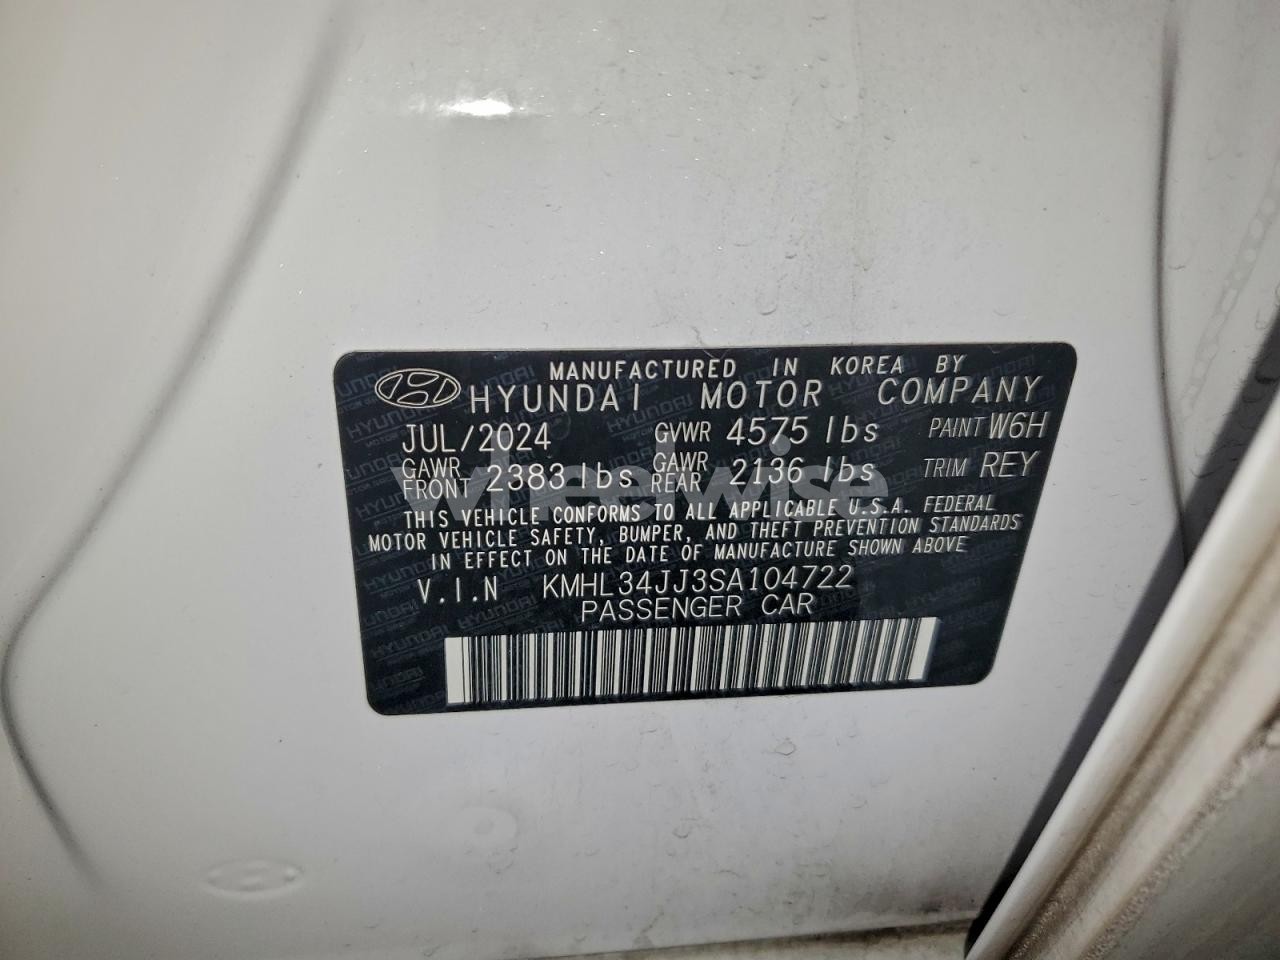 MANUFACTURED IN KOREA BY
HYUNDAI MOTOR COMPANY
JUL/2024 GVWR 4575 lbs PAINT W6H
GAWR FRONT 2383 lbs GAWR REAR 2136 lbs TRIM REY
THIS VEHICLE CONFORMS TO ALL APPLICABLE U.S.A. FEDERAL
MOTOR VEHICLE SAFETY, BUMPER, AND THEFT PREVENTION STANDARDS
IN EFFECT ON THE DATE OF MANUFACTURE SHOWN ABOVE
V.I.N KMHL34JJ3SA104722
PASSENGER CAR
wheelwise